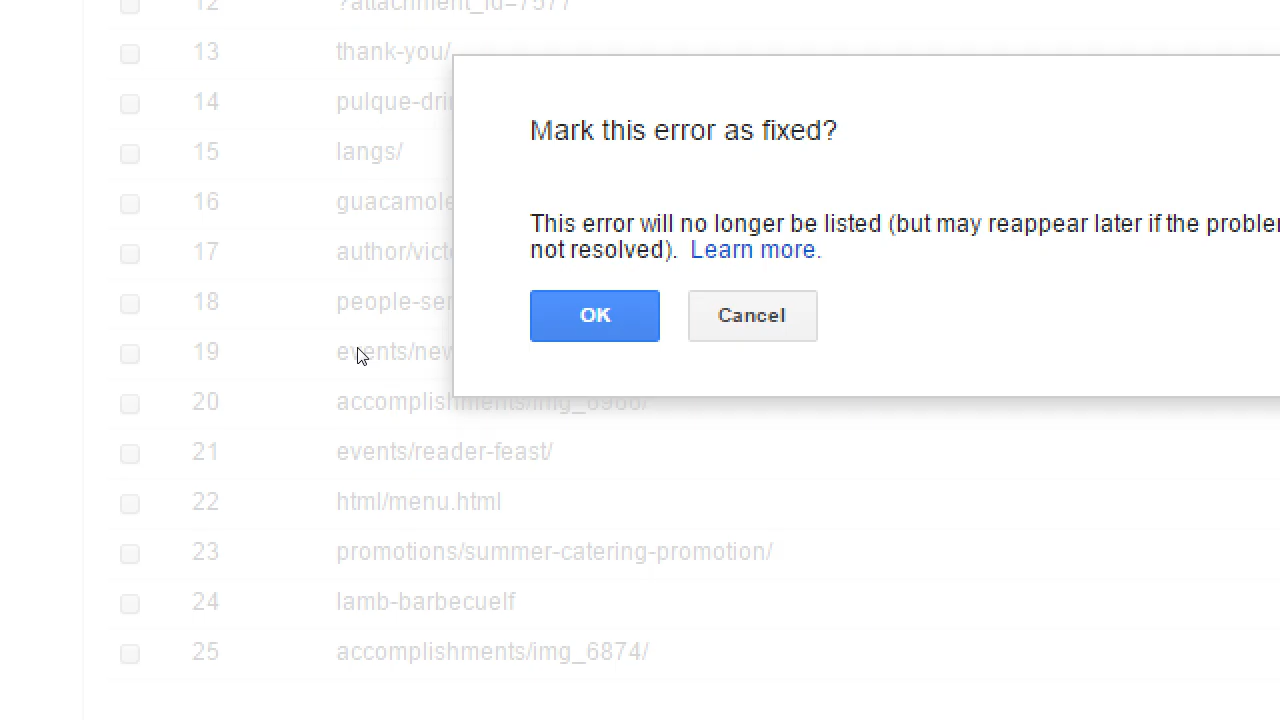 12 ?attachment_id=7577
13 thank-you/
14 pulque-dri
15 langs/
16 guacamole
17 author/victo
18 people-ser
19 events/new
20 accomplishments/img_6966/
21 events/reader-feast/
22 html/menu.html
23 promotions/summer-catering-promotion/
24 lamb-barbecuelf
25 accomplishments/img_6874/
Mark this error as fixed?
This error will no longer be listed (but may reappear later if the problem
not resolved). Learn more.
OK Cancel